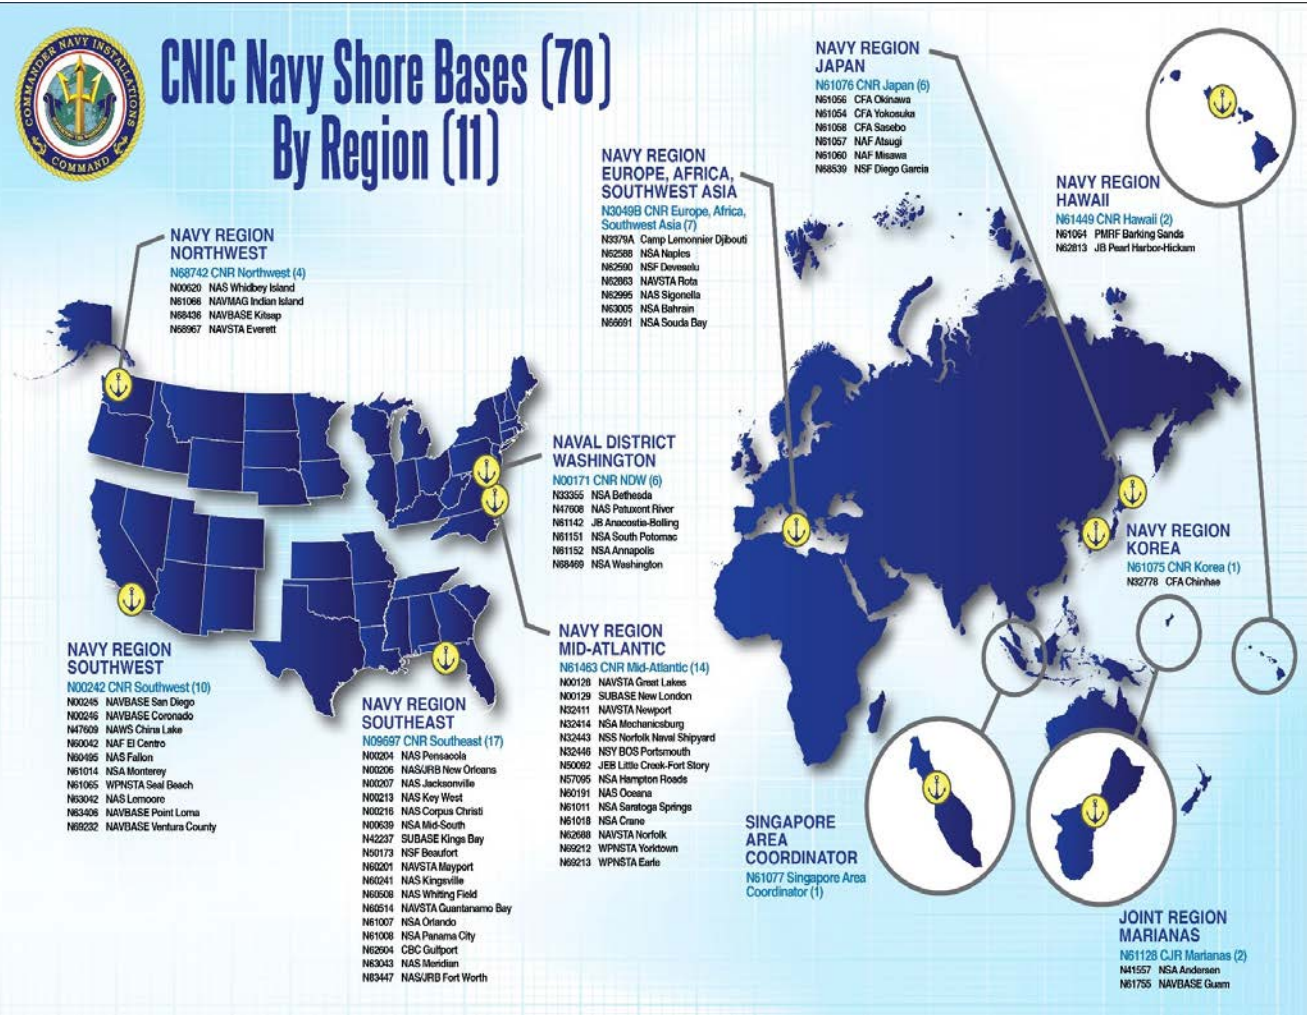 COMMANDER NAVY INSTALLATIONS
COMMAND
CNIC Navy Shore Bases (70)
By Region (11)
NAVY REGION
NORTHWEST
N68742 CNR Northwest (4)
N00620 NAS Whidbey Island
N61066 NAVMAG Indian Island
N68436 NAVBASE Kitsap
N68967 NAVSTA Everett
NAVY REGION
SOUTHWEST
N00242 CNR Southwest (10)
N00245 NAVBASE San Diego
N00246 NAVBASE Coronado
N47609 NAWS China Lake
N60042 NAF El Centro
N60495 NAS Fallon
N61014 NSA Monterey
N61065 WPNSTA Seal Beach
N63042 NAS Lemoore
N63406 NAVBASE Point Loma
N69232 NAVBASE Ventura County
NAVY REGION
SOUTHEAST
N09697 CNR Southeast (17)
N00204 NAS Pensacola
N00206 NAS/JRB New Orleans
N00207 NAS Jacksonville
N00213 NAS Key West
N00216 NAS Corpus Christi
N00639 NSA Mid-South
N42237 SUBASE Kings Bay
N50173 NSF Beaufort
N60201 NAVSTA Mayport
N60241 NAS Kingsville
N60508 NAS Whiting Field
N60514 NAVSTA Guantanamo Bay
N61007 NSA Orlando
N61008 NSA Panama City
N62604 CBC Gulfport
N63043 NAS Meridian
N83447 NAS/JRB Fort Worth
NAVAL DISTRICT
WASHINGTON
N00171 CNR NDW (6)
N33355 NSA Bethesda
N47608 NAS Patuxent River
N61142 JB Anacostia-Bolling
N61151 NSA South Potomac
N61152 NSA Annapolis
N68469 NSA Washington
NAVY REGION
MID-ATLANTIC
N61463 CNR Mid-Atlantic (14)
N00128 NAVSTA Great Lakes
N00129 SUBASE New London
N32411 NAVSTA Newport
N32414 NSA Mechanicsburg
N32443 NSS Norfolk Naval Shipyard
N32446 NSY BOS Portsmouth
N50092 JEB Little Creek-Fort Story
N57095 NSA Hampton Roads
N60191 NAS Oceana
N61011 NSA Saratoga Springs
N61018 NSA Crane
N62688 NAVSTA Norfolk
N69212 WPNSTA Yorktown
N69213 WPNSTA Earle
NAVY REGION
EUROPE, AFRICA,
SOUTHWEST ASIA
N3049B CNR Europe, Africa,
Southwest Asia (7)
N3379A Camp Lemonnier Djibouti
N62588 NSA Naples
N62590 NSF Deveselu
N62863 NAVSTA Rota
N62995 NAS Sigonella
N63005 NSA Bahrain
N66691 NSA Souda Bay
NAVY REGION
JAPAN
N61076 CNR Japan (6)
N61056 CFA Okinawa
N61054 CFA Yokosuka
N61058 CFA Sasebo
N61057 NAF Atsugi
N61060 NAF Misawa
N68539 NSF Diego Garcia
NAVY REGION
HAWAII
N61449 CNR Hawaii (2)
N61064 PMRF Barking Sands
N62813 JB Pearl Harbor-Hickam
NAVY REGION
KOREA
N61075 CNR Korea (1)
N32778 CFA Chinhae
SINGAPORE
AREA
COORDINATOR
N61077 Singapore Area
Coordinator (1)
JOINT REGION
MARIANAS
N61128 CJR Marianas (2)
N41557 NSA Andersen
N61755 NAVBASE Guam